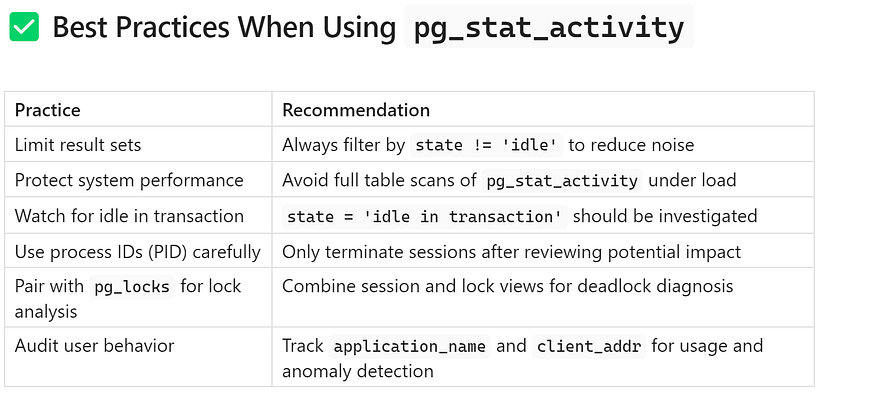 ✅ Best Practices When Using pg_stat_activity
Practice Recommendation
Limit result sets Always filter by state != 'idle' to reduce noise
Protect system performance Avoid full table scans of pg_stat_activity under load
Watch for idle in transaction state = 'idle in transaction' should be investigated
Use process IDs (PID) carefully Only terminate sessions after reviewing potential impact
Pair with pg_locks for lock Combine session and lock views for deadlock diagnosis
analysis
Audit user behavior Track application_name and client_addr for usage and
anomaly detection